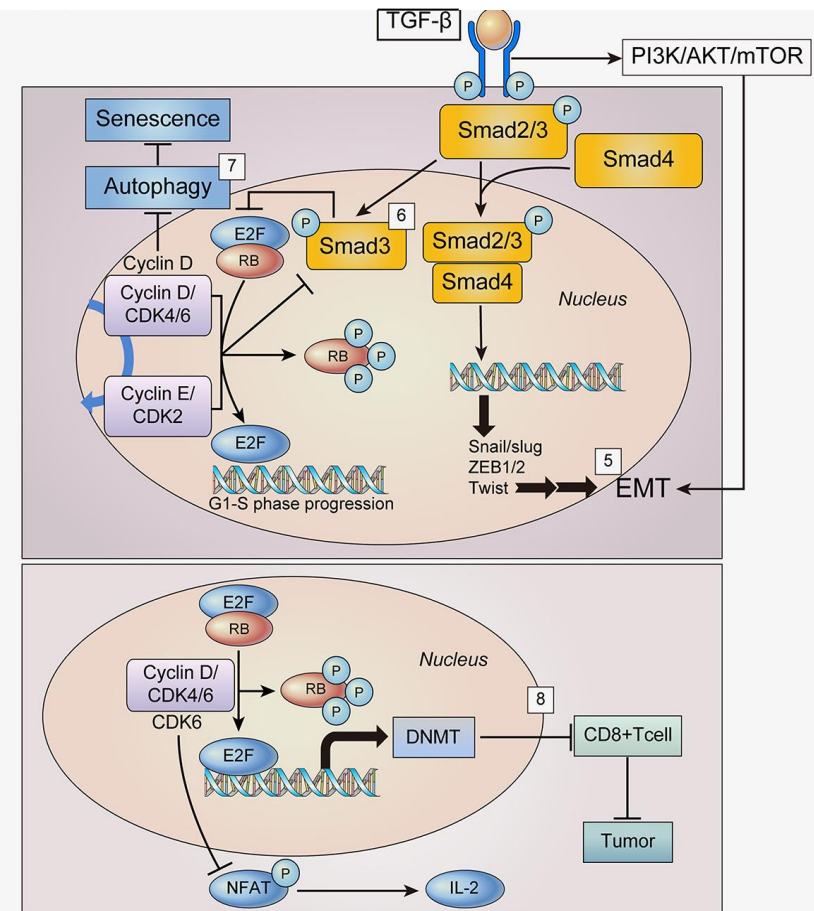 TGF-β
PI3K/AKT/mTOR
P
P
P
Smad2/3
Smad4
Senescence
7
Autophagy
Cyclin D
E2F
RB
P
Smad3
6
P
Smad2/3
Smad4
Nucleus
Cyclin D/
CDK4/6
Cyclin E/
CDK2
RB
P
P
P
E2F
G1-S phase progression
Snail/slug
ZEB1/2
Twist
5
EMT
E2F
RB
Nucleus
Cyclin D/
CDK4/6
CDK6
RB
P
P
P
E2F
DNMT
8
CD8+Tcell
Tumor
NFAT
P
IL-2